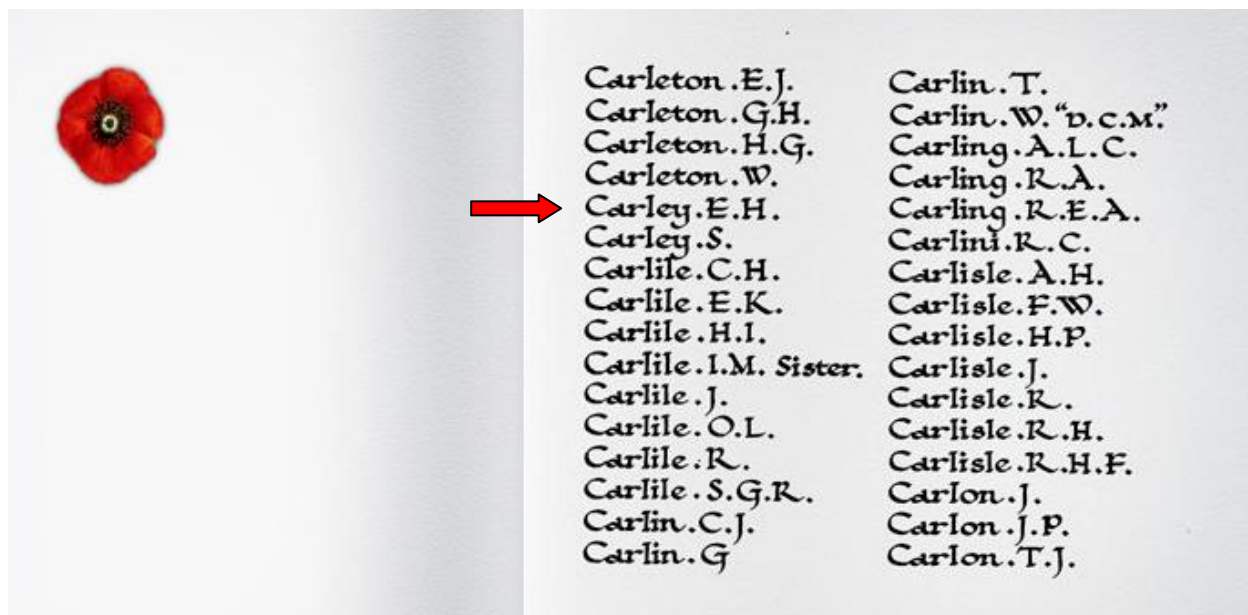 Carleton.E.J.
Carleton.G.H.
Carleton.H.G.
Carleton.W.
Carley.E.H.
Carley.S.
Carlile.C.H.
Carlile.E.K.
Carlile.H.I.
Carlile.I.M. Sister.
Carlile.J.
Carlile.O.L.
Carlile.R.
Carlile.S.G.R.
Carlin.C.J.
Carlin.G
Carlin.T.
Carlin.W. "D.C.M".
Carling.A.L.C.
Carling.R.A.
Carling.R.E.A.
Carlini.R.C.
Carlisle.A.H.
Carlisle.F.W.
Carlisle.H.P.
Carlisle.J.
Carlisle.R.
Carlisle.R.H.
Carlisle.R.H.F.
Carlon.J.
Carlon.J.P.
Carlon.T.J.